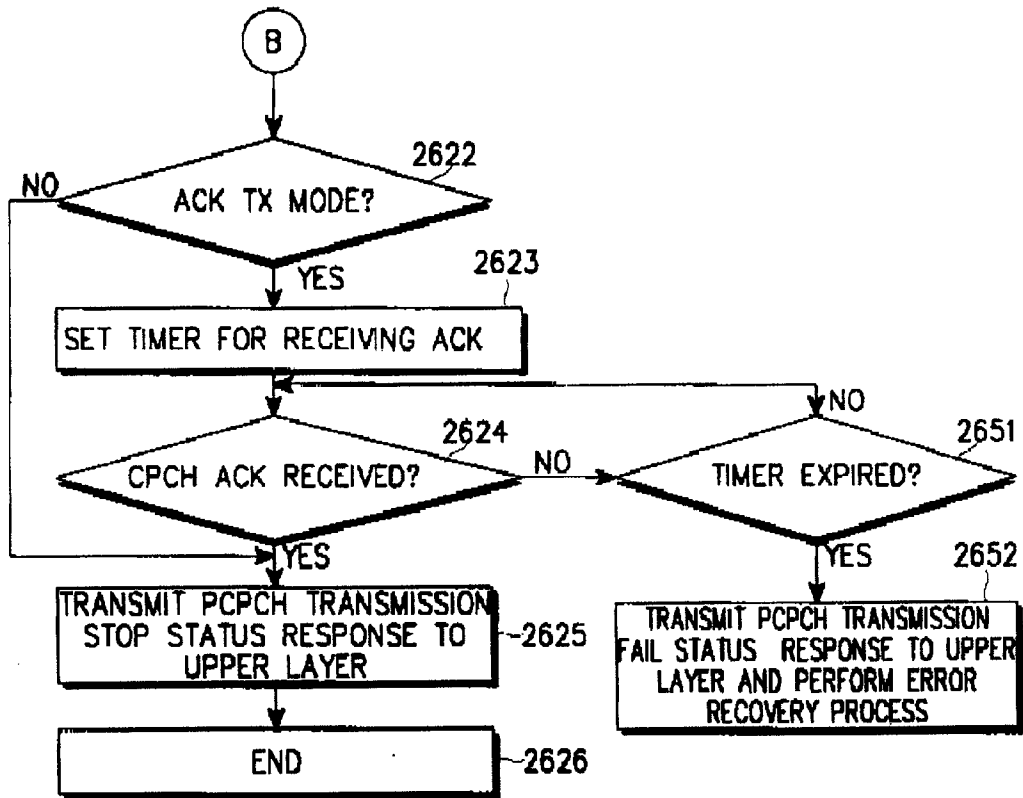 B
2622
NO
ACK TX MODE?
YES
2623
SET TIMER FOR RECEIVING ACK
NO
2624
2651
CPCH ACK RECEIVED?
NO
TIMER EXPIRED?
YES
YES
2652
TRANSMIT PCPCH TRANSMISSION
STOP STATUS RESPONSE TO
UPPER LAYER
2625
TRANSMIT PCPCH TRANSMISSION
FAIL STATUS RESPONSE TO UPPER
LAYER AND PERFORM ERROR
RECOVERY PROCESS
END
2626